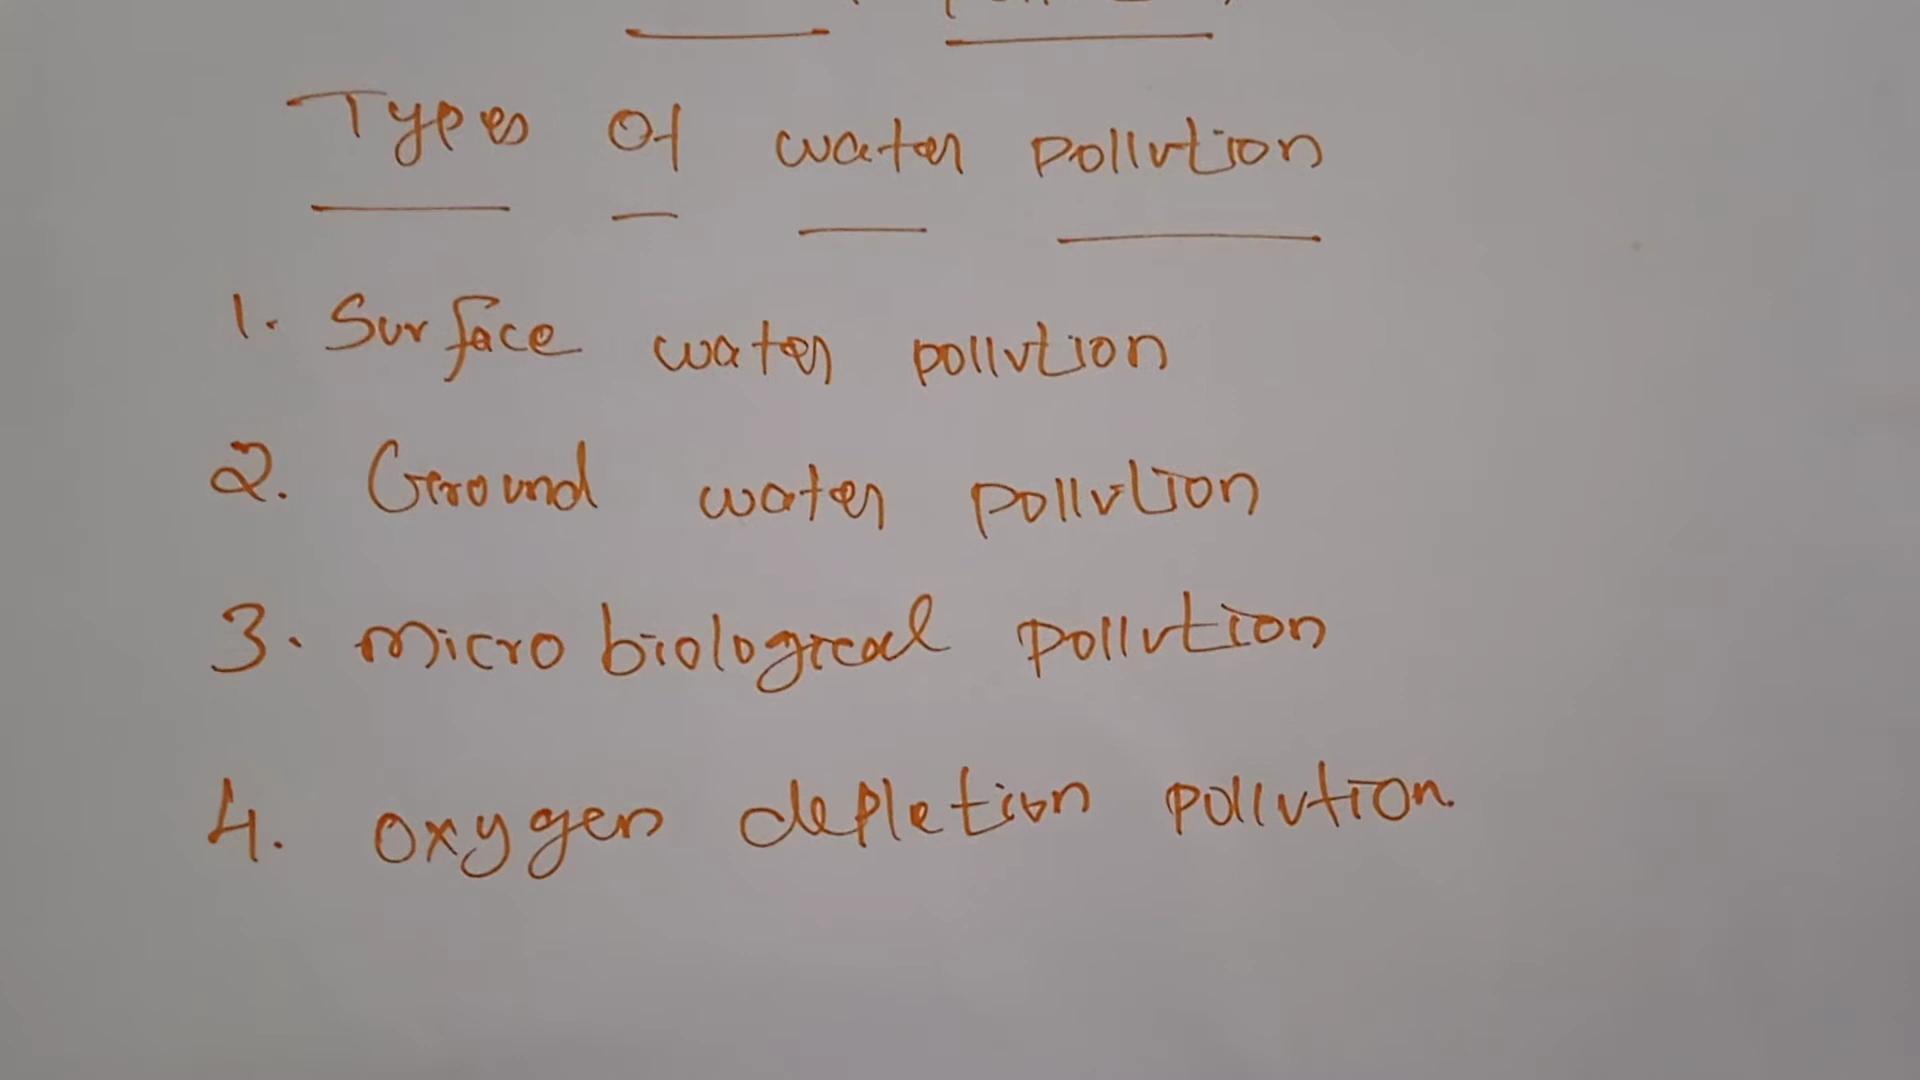 Types Of water pollution
1. Surface water pollution
2. Ground water pollution
3. micro biological pollution
4. oxygen depletion pollution.